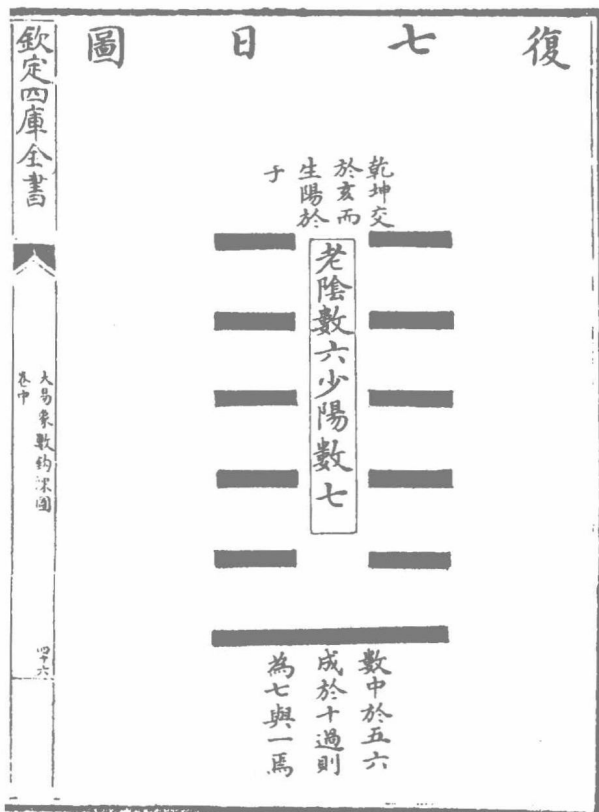 復七日圖
乾坤交
於亥而
生陽於
子
老陰數六少陽數七
數中於五六
成於十過則
為七與一焉
欽定四庫全書
大易象數鈎深圖
卷中
四十六